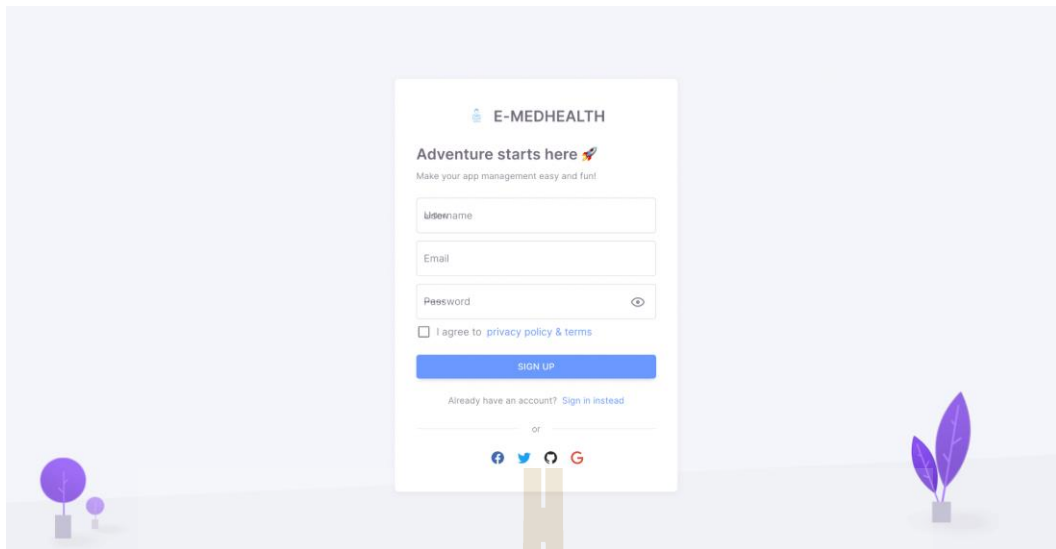 E-MEDHEALTH
Adventure starts here 🚀
Make your app management easy and fun!
Username
Email
Password
I agree to privacy policy & terms
SIGN UP
Already have an account? Sign in instead
or